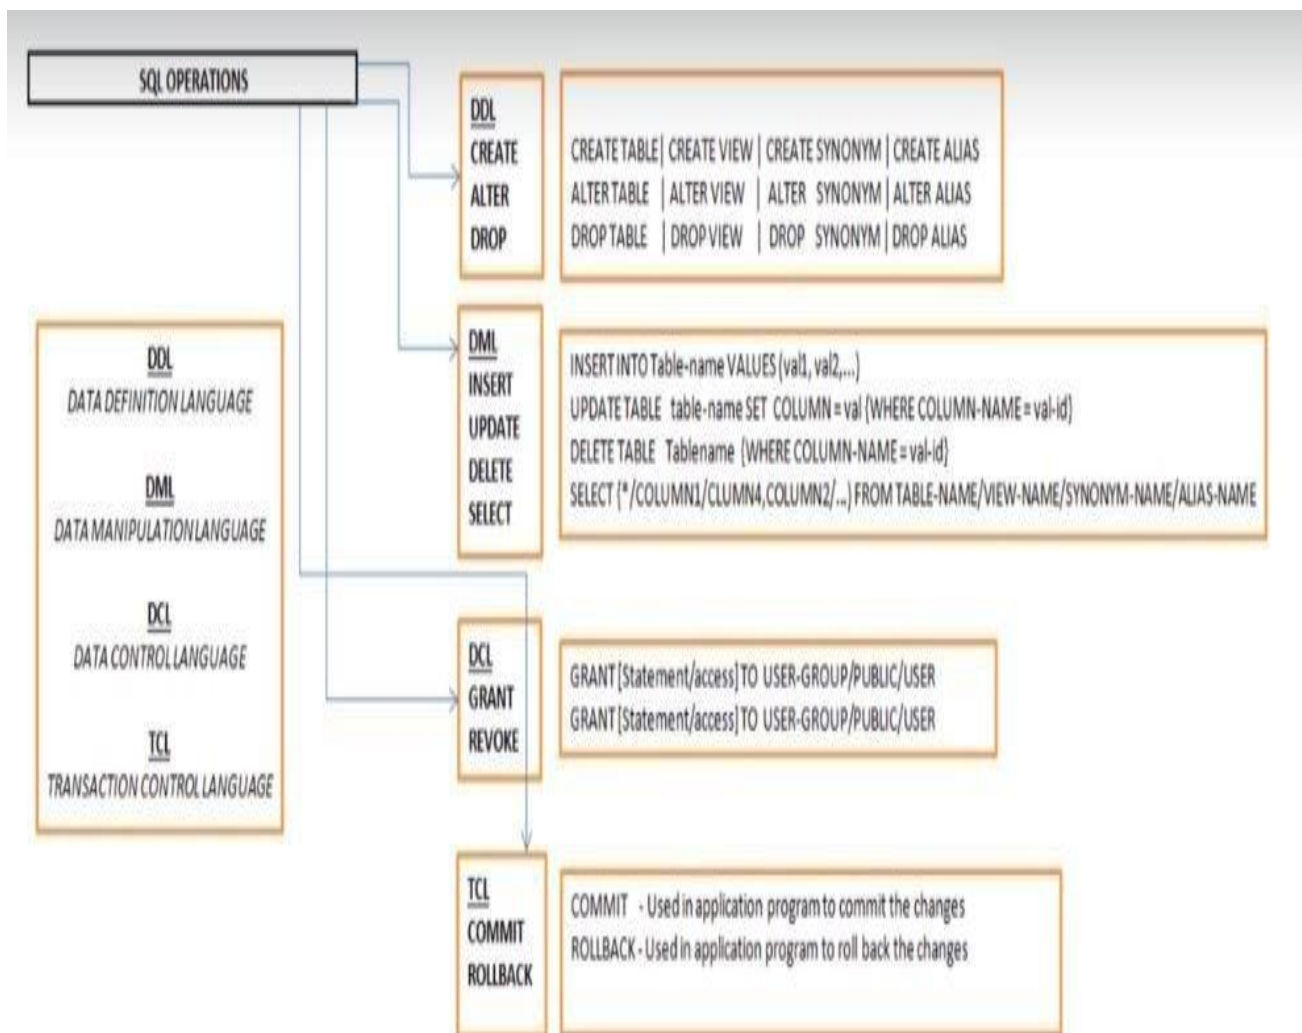 SQL OPERATIONS
DDL
CREATE
ALTER
DROP
CREATE TABLE | CREATE VIEW | CREATE SYNONYM | CREATE ALIAS
ALTER TABLE | ALTER VIEW | ALTER SYNONYM | ALTER ALIAS
DROP TABLE | DROP VIEW | DROP SYNONYM | DROP ALIAS
DDL
DATA DEFINITION LANGUAGE
DML
DATA MANIPULATION LANGUAGE
DCL
DATA CONTROL LANGUAGE
TCL
TRANSACTION CONTROL LANGUAGE
DML
INSERT
UPDATE
DELETE
SELECT
INSERT INTO Table-name VALUES (val1, val2,...)
UPDATE TABLE table-name SET COLUMN = val {WHERE COLUMN-NAME = val-id}
DELETE TABLE Tablename {WHERE COLUMN-NAME = val-id}
SELECT {*/COLUMN1/CLUMN4,COLUMN2/...) FROM TABLE-NAME/VIEW-NAME/SYNONYM-NAME/ALIAS-NAME
DCL
GRANT
REVOKE
GRANT [Statement/access] TO USER-GROUP/PUBLIC/USER
GRANT [Statement/access] TO USER-GROUP/PUBLIC/USER
TCL
COMMIT
ROLLBACK
COMMIT - Used in application program to commit the changes
ROLLBACK - Used in application program to roll back the changes